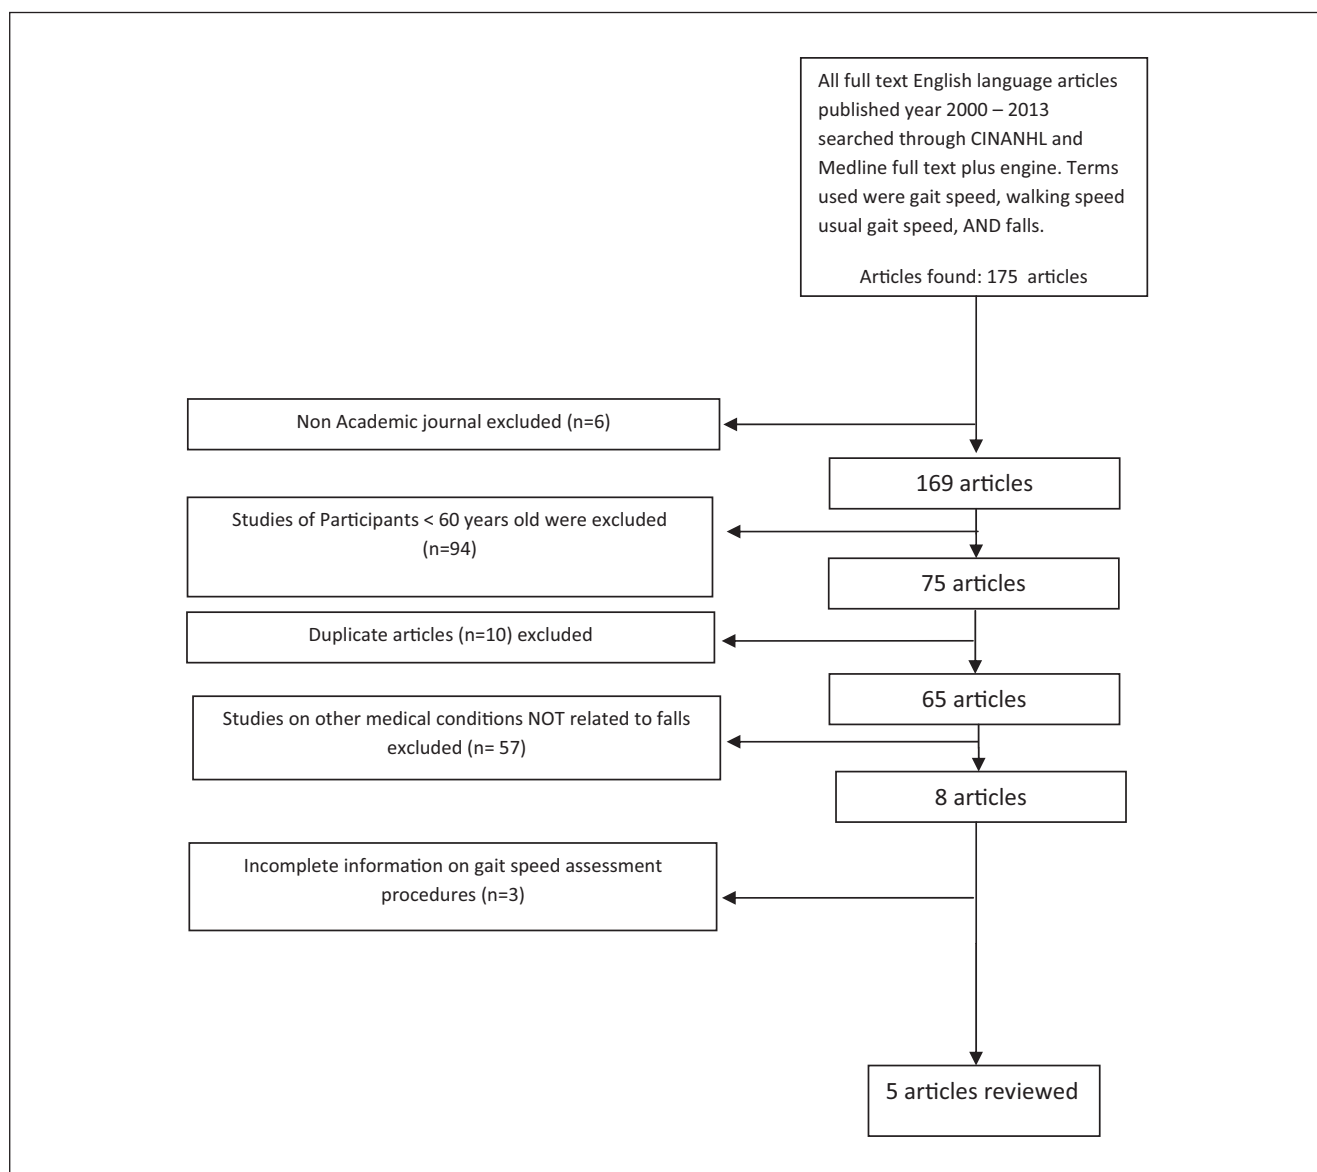 All full text English language articles
published year 2000 – 2013
searched through CINANHL and
Medline full text plus engine. Terms
used were gait speed, walking speed
usual gait speed, AND falls.
Articles found: 175 articles
Non Academic journal excluded (n=6)
169 articles
Studies of Participants < 60 years old were excluded
(n=94)
75 articles
Duplicate articles (n=10) excluded
65 articles
Studies on other medical conditions NOT related to falls
excluded (n= 57)
8 articles
Incomplete information on gait speed assessment
procedures (n=3)
5 articles reviewed